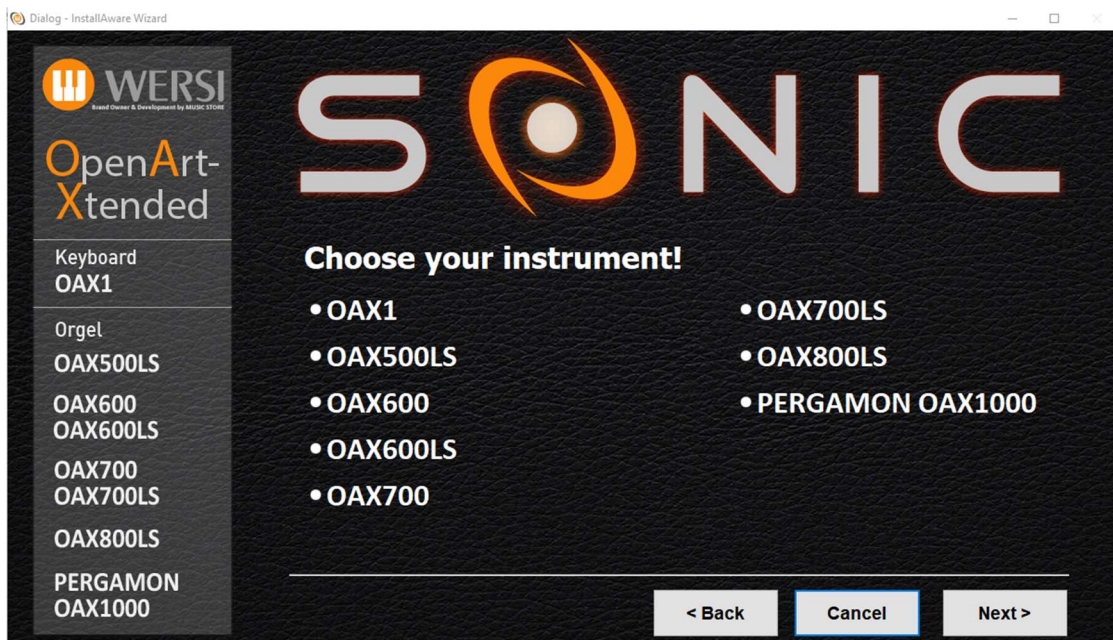 Dialog - InstallAware Wizard
WERSI
Brand Owner & Development by MUSIC STORE
OpenArt-
Xtended
Keyboard
OAX1
Orgel
OAX500LS
OAX600
OAX600LS
OAX700
OAX700LS
OAX800LS
PERGAMON
OAX1000
SONIC
Choose your instrument!
• OAX1
• OAX500LS
• OAX600
• OAX600LS
• OAX700
• OAX700LS
• OAX800LS
• PERGAMON OAX1000
< Back
Cancel
Next >